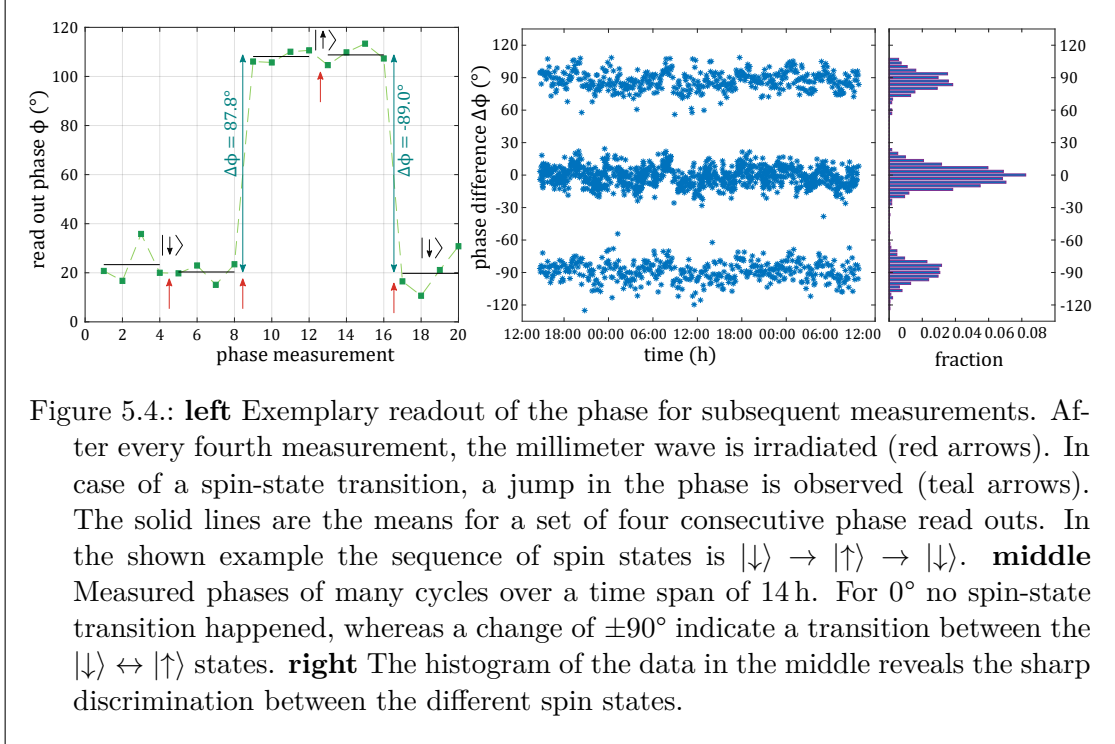 read out phase ϕ (°)
120
100
80
60
40
20
0
|↓⟩
Δϕ = 87.8°
|↑⟩
Δϕ = -89.0°
|↓⟩
0 2 4 6 8 10 12 14 16 18 20
phase measurement
phase difference Δϕ (°)
120
90
60
30
0
-30
-60
-90
-120
12:00 18:00 00:00 06:00 12:00 18:00 00:00 06:00 12:00
time (h)
120
90
60
30
0
-30
-60
-90
-120
0 0.02 0.04 0.06 0.08
fraction
Figure 5.4.: left Exemplary readout of the phase for subsequent measurements. Af-
ter every fourth measurement, the millimeter wave is irradiated (red arrows). In
case of a spin-state transition, a jump in the phase is observed (teal arrows).
The solid lines are the means for a set of four consecutive phase read outs. In
the shown example the sequence of spin states is |↓⟩ → |↑⟩ → |↓⟩. middle
Measured phases of many cycles over a time span of 14 h. For 0° no spin-state
transition happened, whereas a change of ±90° indicate a transition between the
|↓⟩ ↔ |↑⟩ states. right The histogram of the data in the middle reveals the sharp
discrimination between the different spin states.